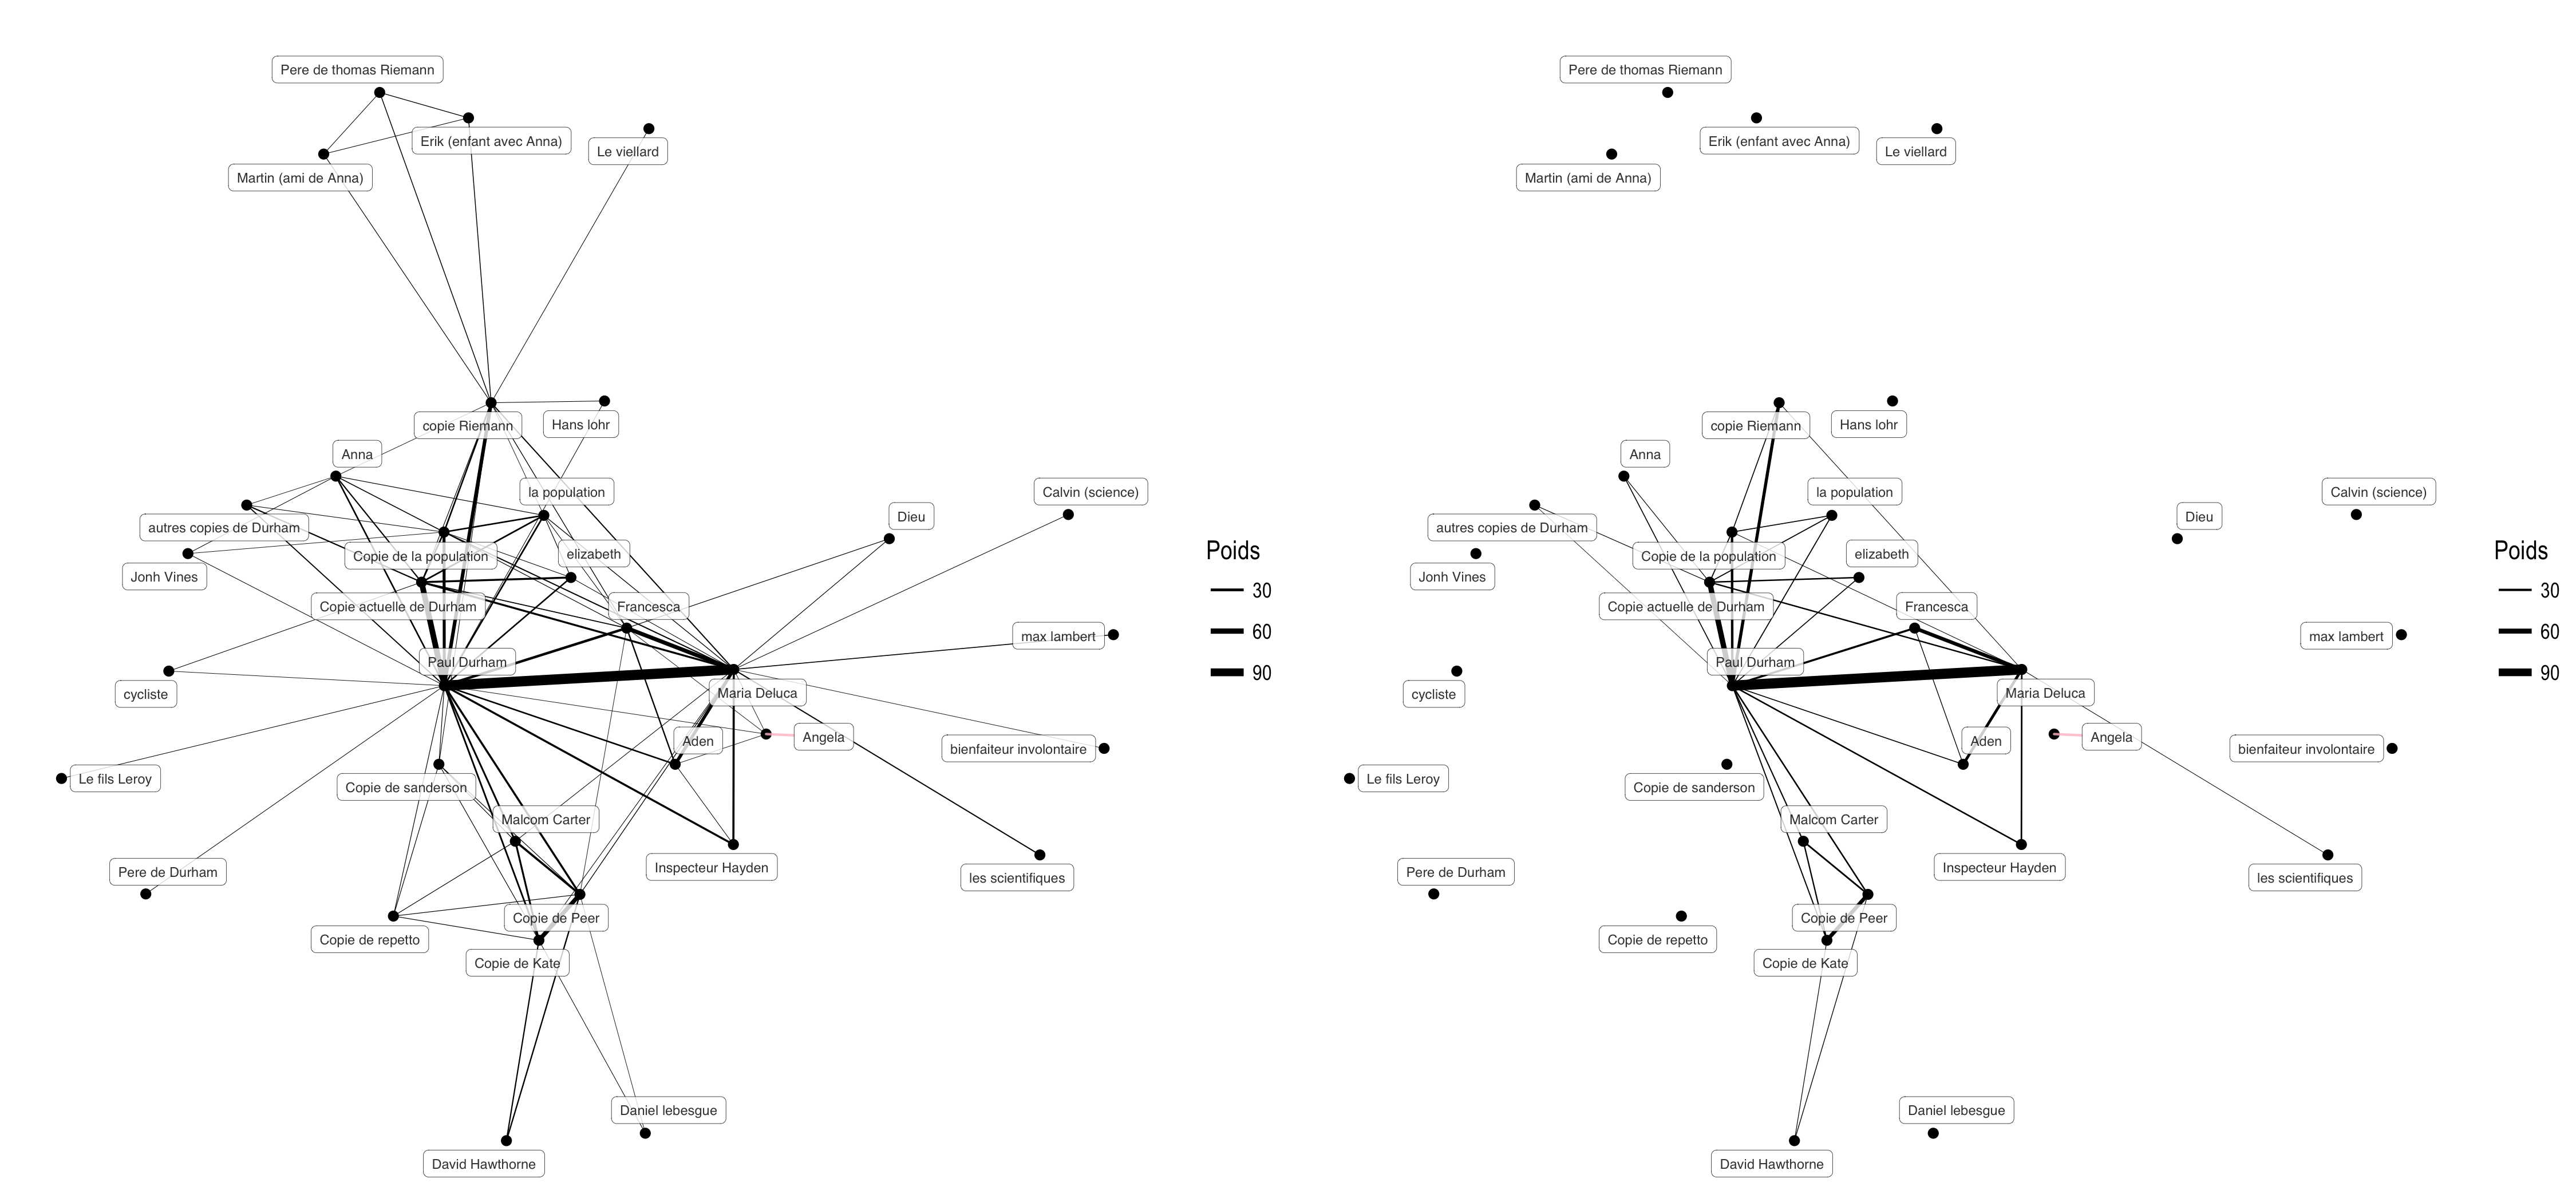 Pere de thomas Riemann
Erik (enfant avec Anna)
Le viellard
Martin (ami de Anna)
copie Riemann
Hans lohr
Anna
la population
Calvin (science)
Dieu
autres copies de Durham
Copie de la population
elizabeth
Jonh Vines
Copie actuelle de Durham
Francesca
max lambert
Paul Durham
cycliste
Maria Deluca
Aden
Angela
bienfaiteur involontaire
Le fils Leroy
Copie de sanderson
Malcom Carter
Pere de Durham
Inspecteur Hayden
les scientifiques
Copie de Peer
Copie de repetto
Copie de Kate
Daniel lebesgue
David Hawthorne
Poids
30
60
90
Pere de thomas Riemann
Erik (enfant avec Anna)
Le viellard
Martin (ami de Anna)
copie Riemann
Hans lohr
Anna
la population
Calvin (science)
Dieu
autres copies de Durham
Copie de la population
elizabeth
Jonh Vines
Copie actuelle de Durham
Francesca
max lambert
Paul Durham
cycliste
Maria Deluca
Aden
Angela
bienfaiteur involontaire
Le fils Leroy
Copie de sanderson
Malcom Carter
Pere de Durham
Inspecteur Hayden
les scientifiques
Copie de Peer
Copie de repetto
Copie de Kate
Daniel lebesgue
David Hawthorne
Poids
30
60
90